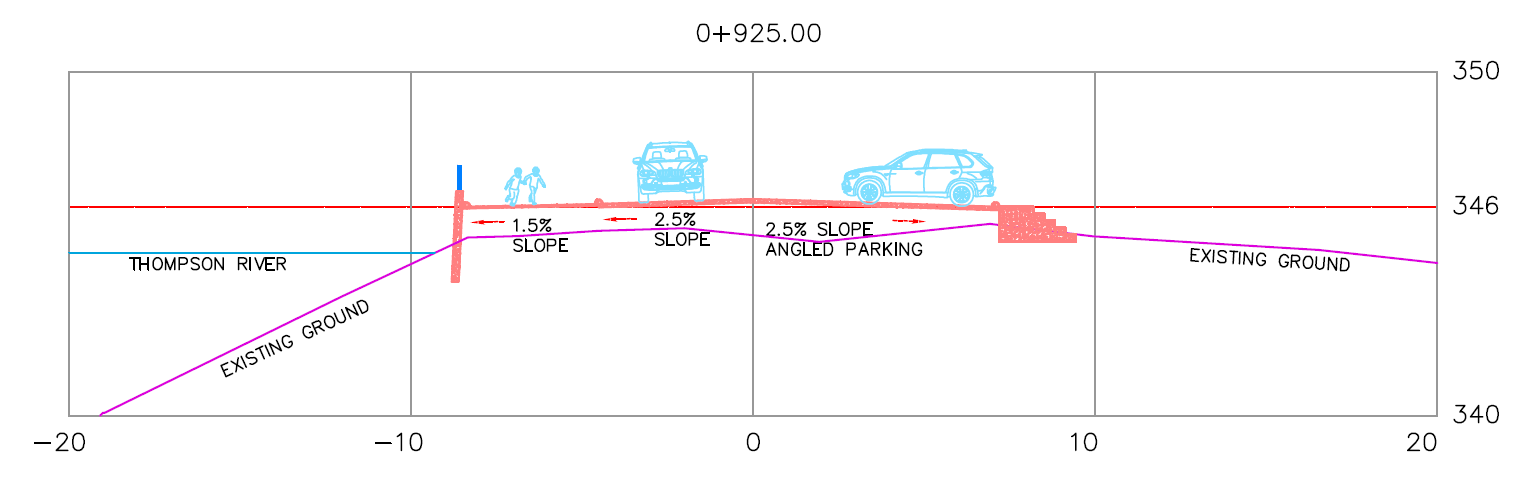 0+925.00
350
346
1.5%
SLOPE
2.5%
SLOPE
2.5% SLOPE
ANGLED PARKING
THOMPSON RIVER
EXISTING GROUND
EXISTING GROUND
340
−20
−10
0
10
20